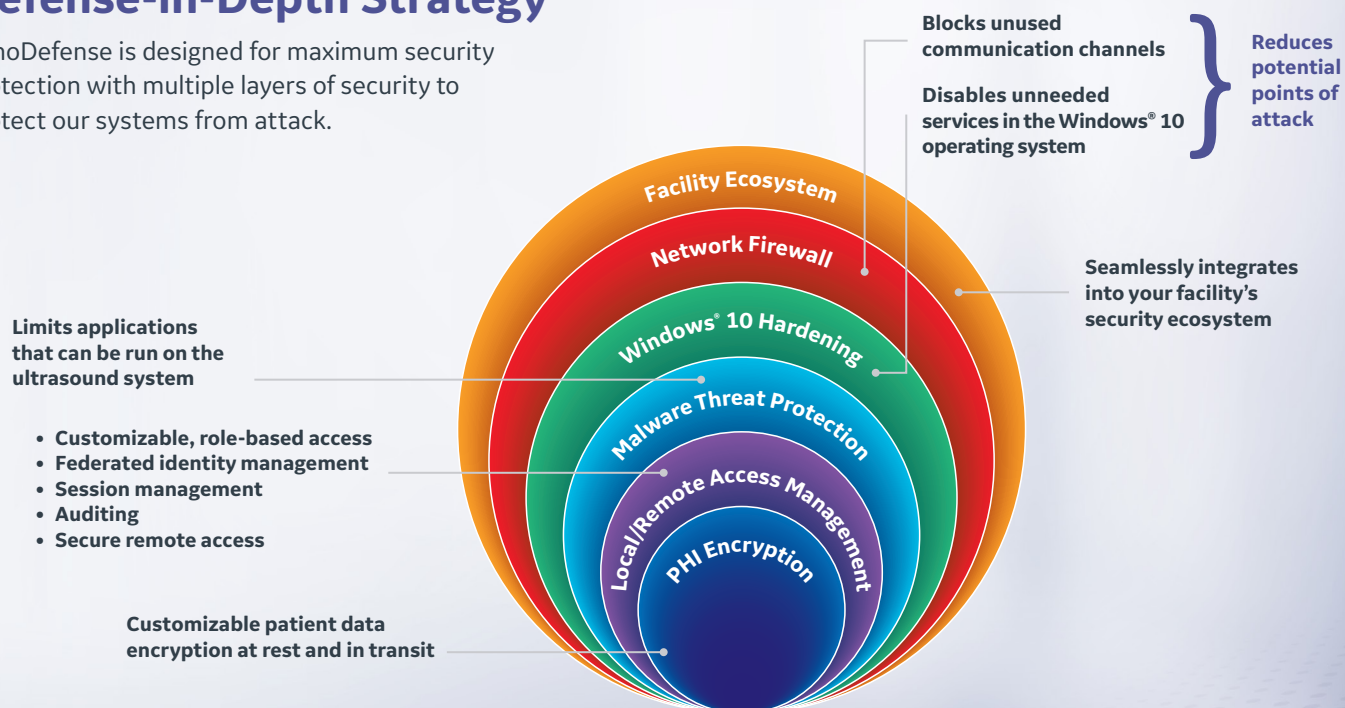 efense-in-Depth Strategy
noDefense is designed for maximum security
tection with multiple layers of security to
tect our systems from attack.
Blocks unused
communication channels
Disables unneeded
services in the Windows® 10
operating system
Reduces
potential
points of
attack
Facility Ecosystem
Network Firewall
Windows® 10 Hardening
Malware Threat Protection
Local/Remote Access Management
PHI Encryption
Seamlessly integrates
into your facility’s
security ecosystem
Limits applications
that can be run on the
ultrasound system
• Customizable, role-based access
• Federated identity management
• Session management
• Auditing
• Secure remote access
Customizable patient data
encryption at rest and in transit